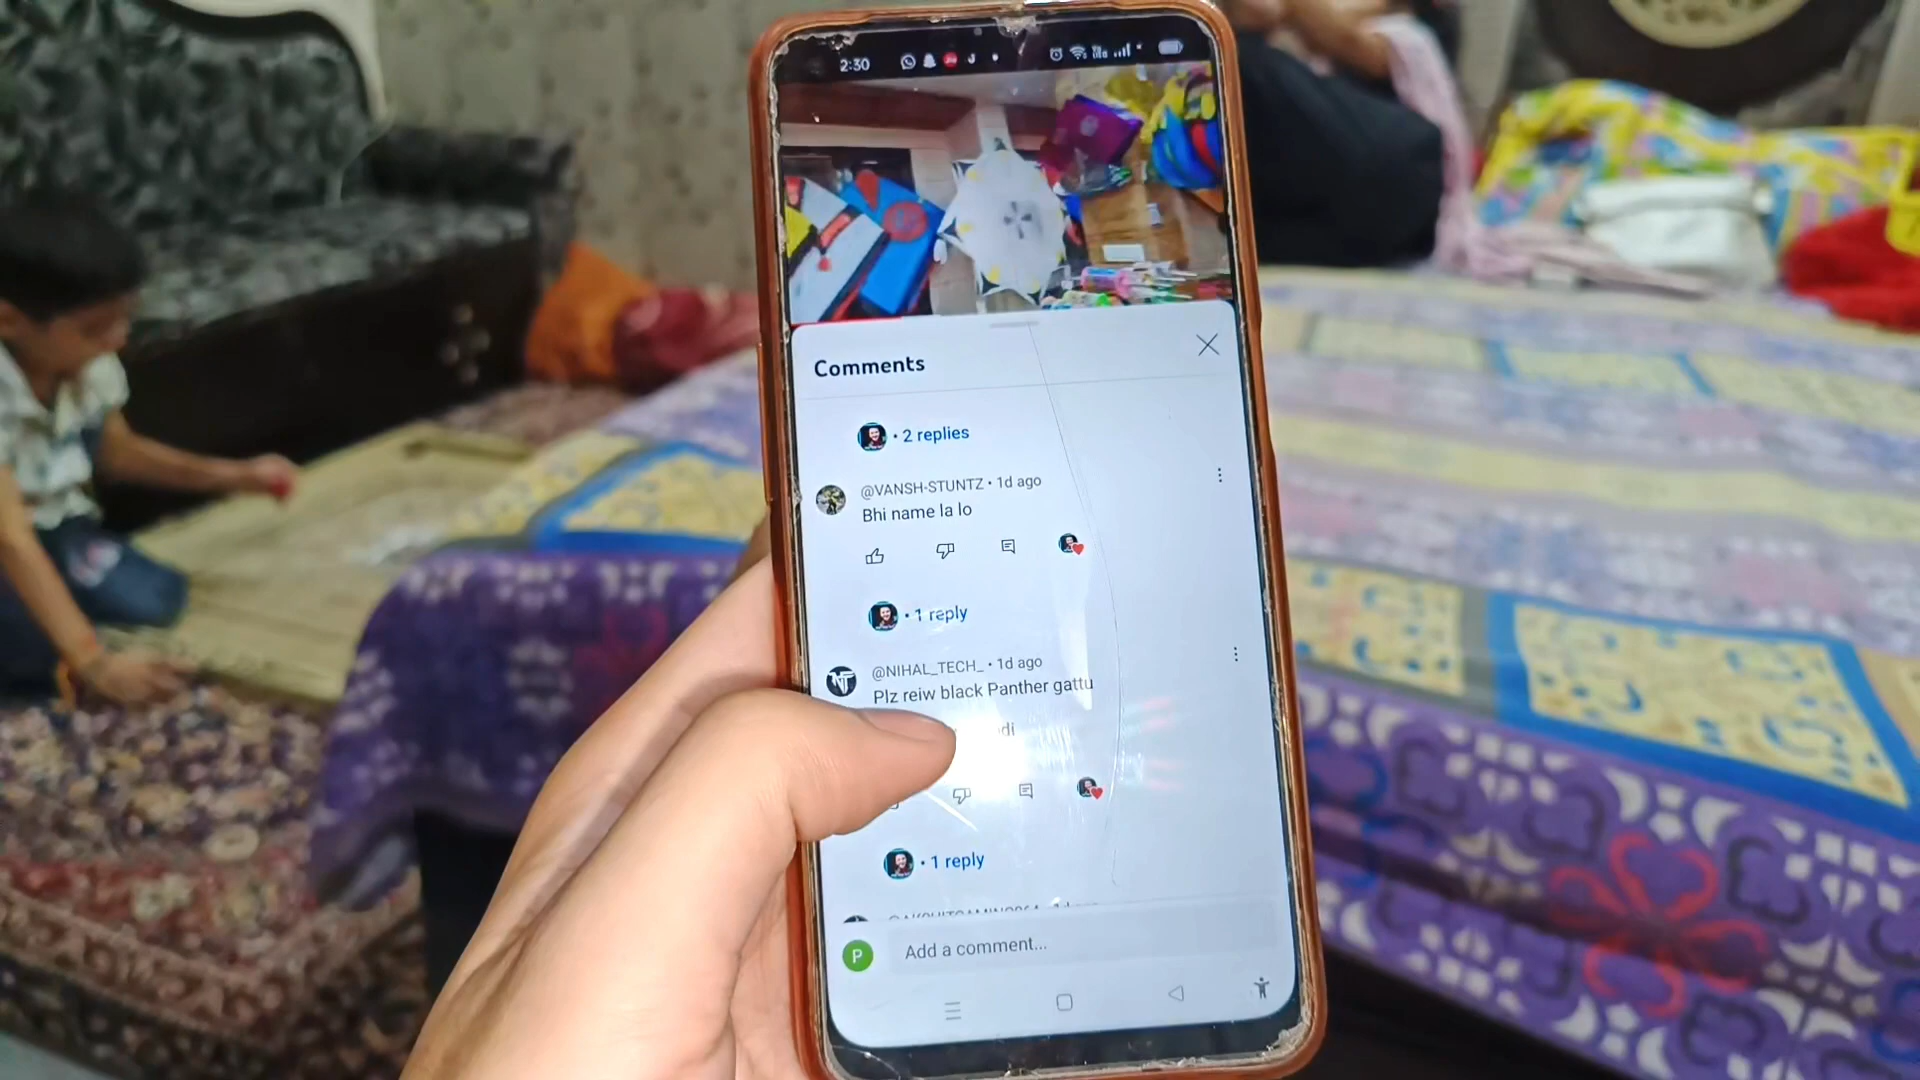 2:30
Comments
• 2 replies
@VANSH-STUNTZ • 1d ago
Bhi name la lo
• 1 reply
@NIHAL_TECH_ • 1d ago
Plz reiw black Panther gattu
• 1 reply
P
Add a comment...